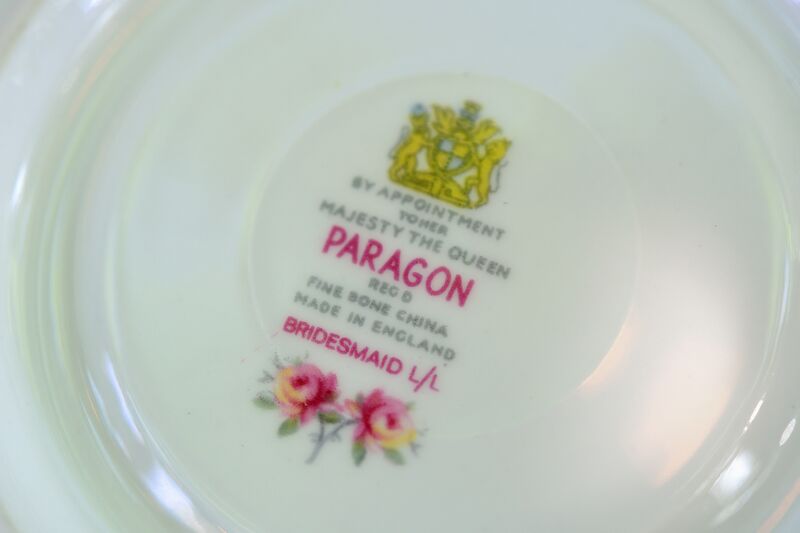 BY APPOINTMENT
TO HER
MAJESTY THE QUEEN
PARAGON
REG'D
FINE BONE CHINA
MADE IN ENGLAND
BRIDESMAID L/L